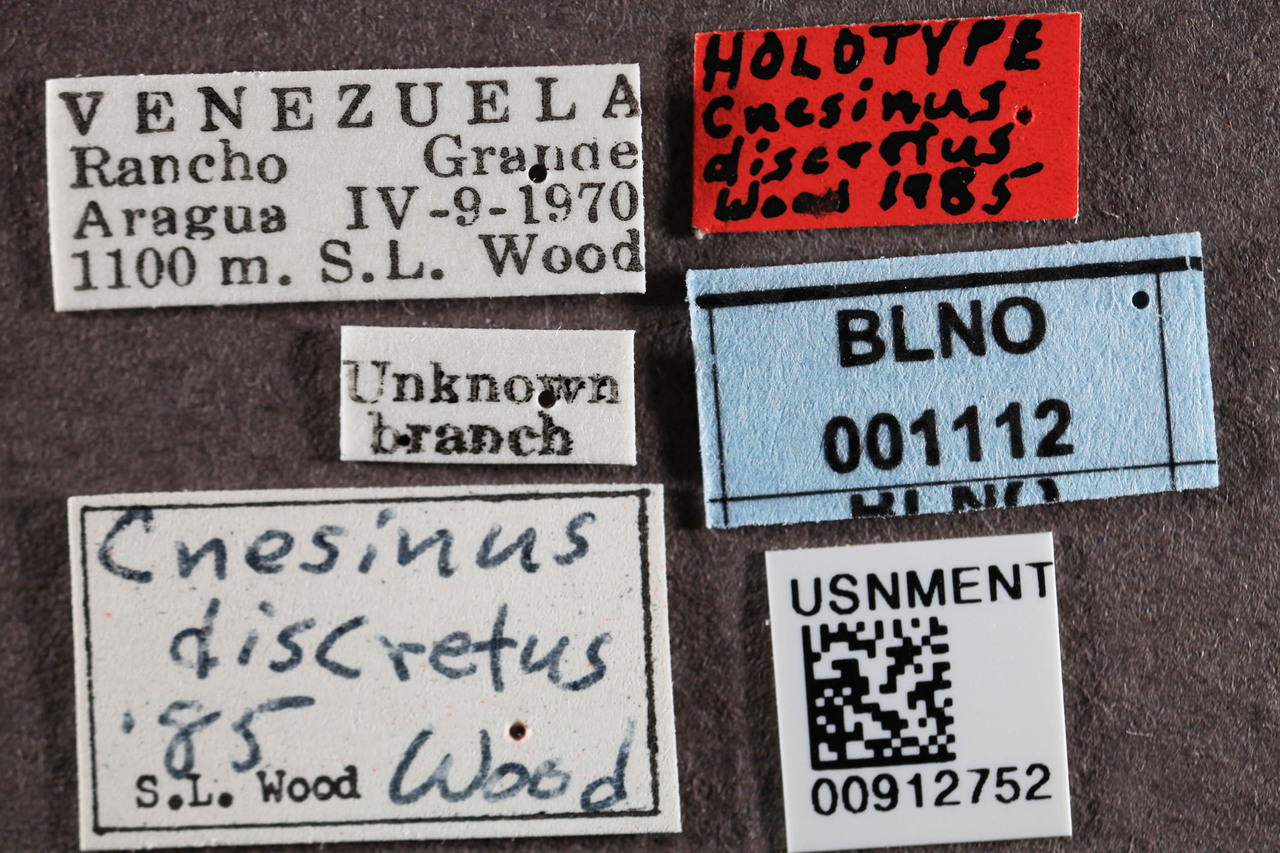 VENEZUELA
Rancho Grande
Aragua IV-9-1970
1100 m. S.L. Wood
HOLOTYPE
Cnesinus
discretus
Wood 1985
Unknown
branch
BLNO
001112
BLNO
Cnesinus
discretus
'85 Wood
S.L. Wood
USNMENT
00912752